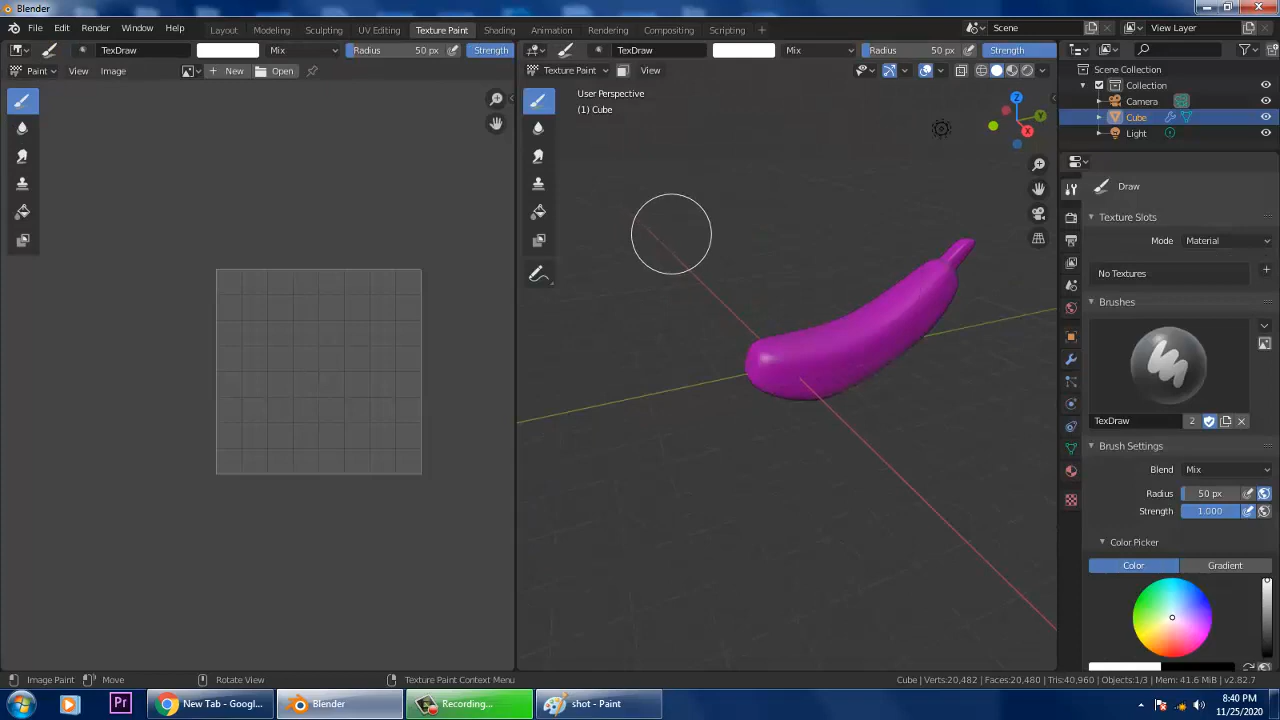 Blender
File Edit Render Window Help
Layout Modeling Sculpting UV Editing Texture Paint Shading Animation Rendering Compositing Scripting
Scene
View Layer
TexDraw Mix Radius 50 px Strength
TexDraw Mix Radius 50 px Strength
Paint View Image New Open
Texture Paint View
User Perspective
(1) Cube
Z
Y
X
Scene Collection
Collection
Camera
Cube
Light
Draw
Texture Slots
Mode Material
No Textures
Brushes
TexDraw 2
Brush Settings
Blend Mix
Radius 50 px
Strength 1.000
Color Picker
Color Gradient
Image Paint Move Rotate View Texture Paint Context Menu
Cube | Verts:20,482 | Faces:20,480 | Tris:40,960 | Objects:1/3 | Mem: 41.6 MiB | v2.82.7
Pr
New Tab - Googl...
Blender
Recording...
shot - Paint
8:40 PM
11/25/2020